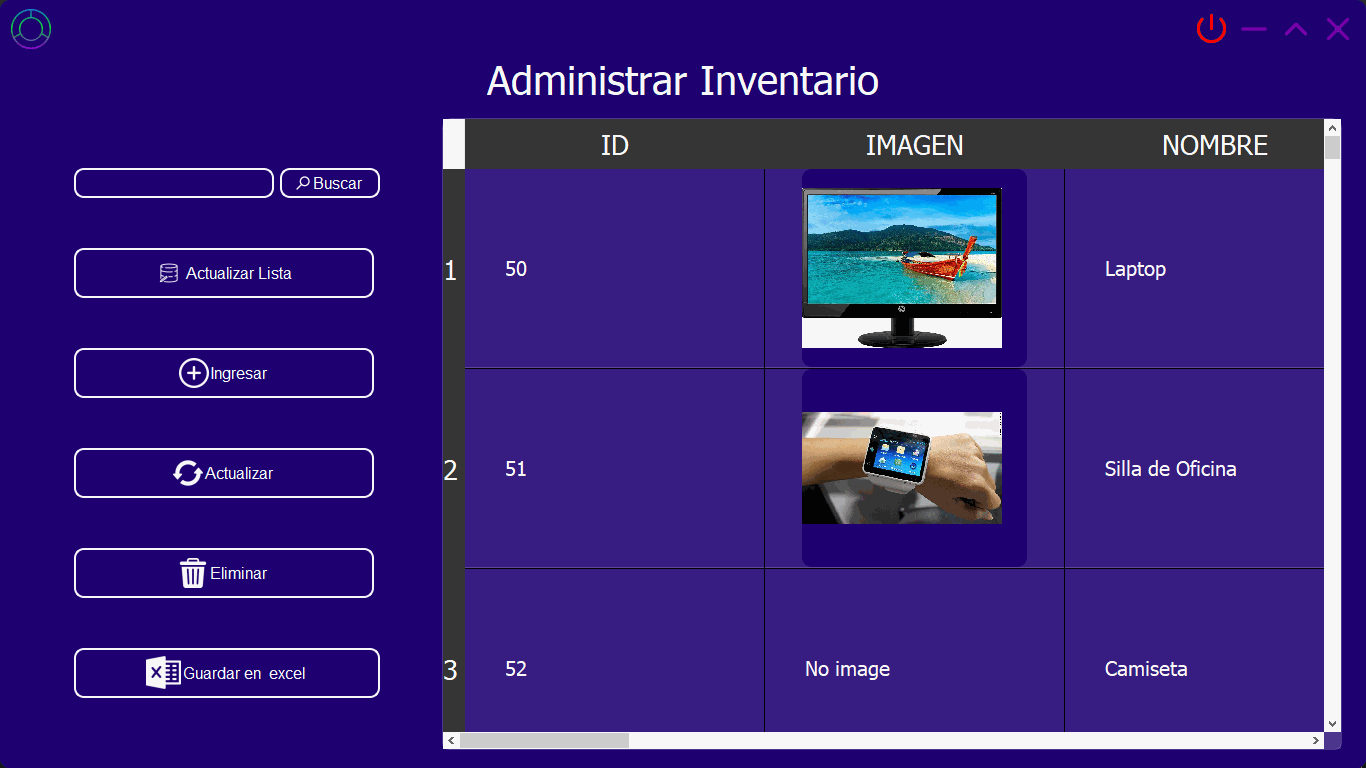 Administrar Inventario
Buscar
Actualizar Lista
Ingresar
Actualizar
Eliminar
Guardar en excel
ID IMAGEN NOMBRE
1 50 Laptop
2 51 Silla de Oficina
3 52 No image Camiseta